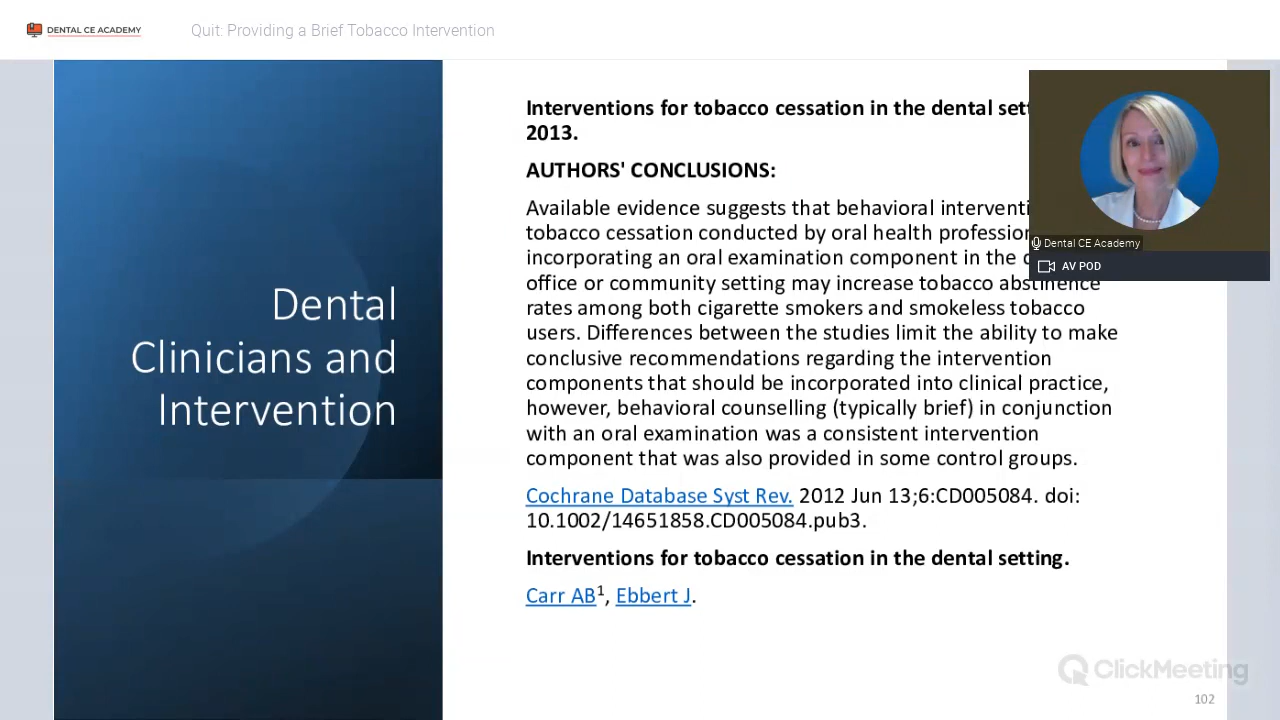 DENTAL CE ACADEMY
Quit: Providing a Brief Tobacco Intervention
Dental
Clinicians and
Intervention
Interventions for tobacco cessation in the dental
2013.
AUTHORS' CONCLUSIONS:
Available evidence suggests that behavioral
tobacco cessation conducted by oral health
incorporating an oral examination component in the
office or community setting may increase tobacco abstinence
rates among both cigarette smokers and smokeless tobacco
users. Differences between the studies limit the ability to make
conclusive recommendations regarding the intervention
components that should be incorporated into clinical practice,
however, behavioral counselling (typically brief) in conjunction
with an oral examination was a consistent intervention
component that was also provided in some control groups.
Cochrane Database Syst Rev. 2012 Jun 13;6:CD005084. doi:
10.1002/14651858.CD005084.pub3.
Interventions for tobacco cessation in the dental setting.
Carr AB1, Ebbert J.
Dental CE Academy
AV POD
ClickMeeting
102